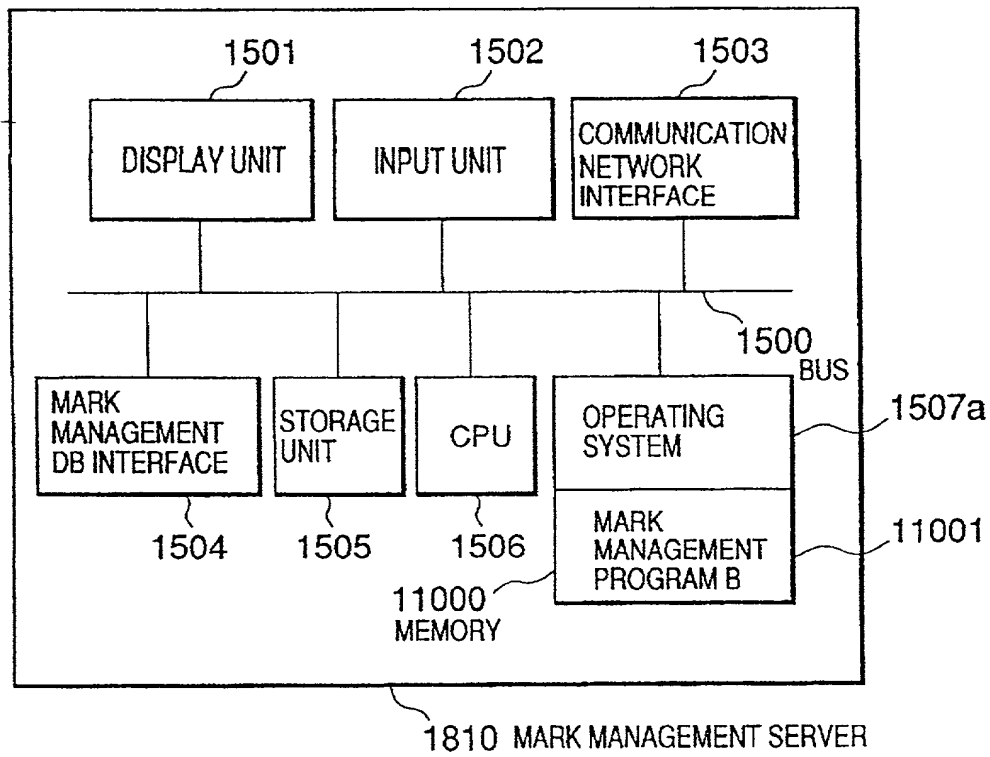 1501
1502
1503
DISPLAY UNIT
INPUT UNIT
COMMUNICATION
NETWORK
INTERFACE
1500
BUS
MARK
MANAGEMENT
DB INTERFACE
STORAGE
UNIT
CPU
OPERATING
SYSTEM
1507a
MARK
MANAGEMENT
PROGRAM B
11001
1504
1505
1506
11000
MEMORY
1810 MARK MANAGEMENT SERVER